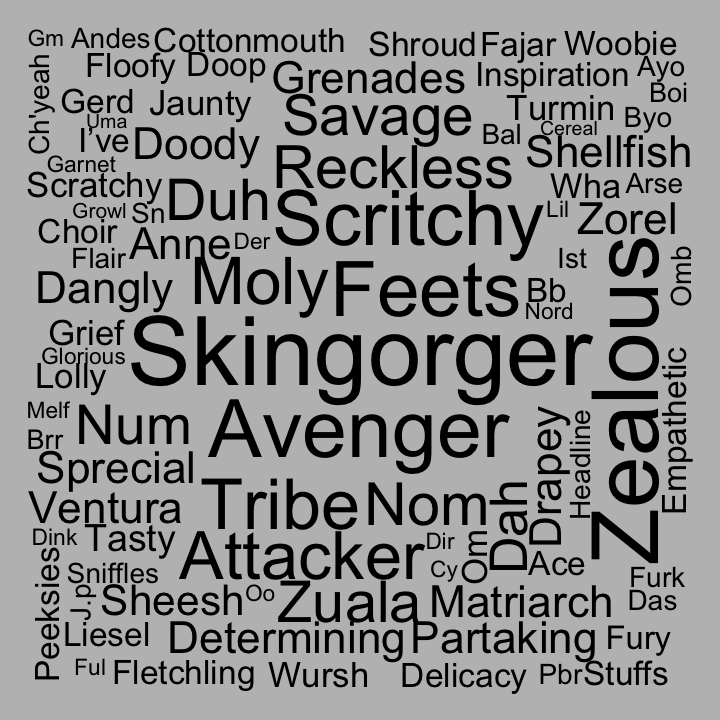 Gm Andes Cottonmouth Shroud Fajar Woobie
Ch'yeah Floofy Doop Grenades Inspiration Ayo
Gerd Jaunty Savage Turmin Boi
Uma I've Doody Bal Cereal Byo
Garnet Reckless Shellfish
Scratchy Duh Scritchy Wha Arse
Growl Sn Lil Zorel
Choir Anne Der
Flair Moly Feets Ist Omb
Dangly Bb Zealous
Grief Skingorger Nord
Glorious
Lolly Empathetic
Melf Num Avenger Drapey Headline
Brr
Sprecial
Ventura Tribe Nom Dah
Dink Tasty Attacker Dir Om Ace
Peeksies Sniffles Cy Furk
J.p Sheesh Oo Zuala Matriarch Das
Liesel Determining Partaking Fury
Ful Fletchling Wursh Delicacy Pbr Stuffs